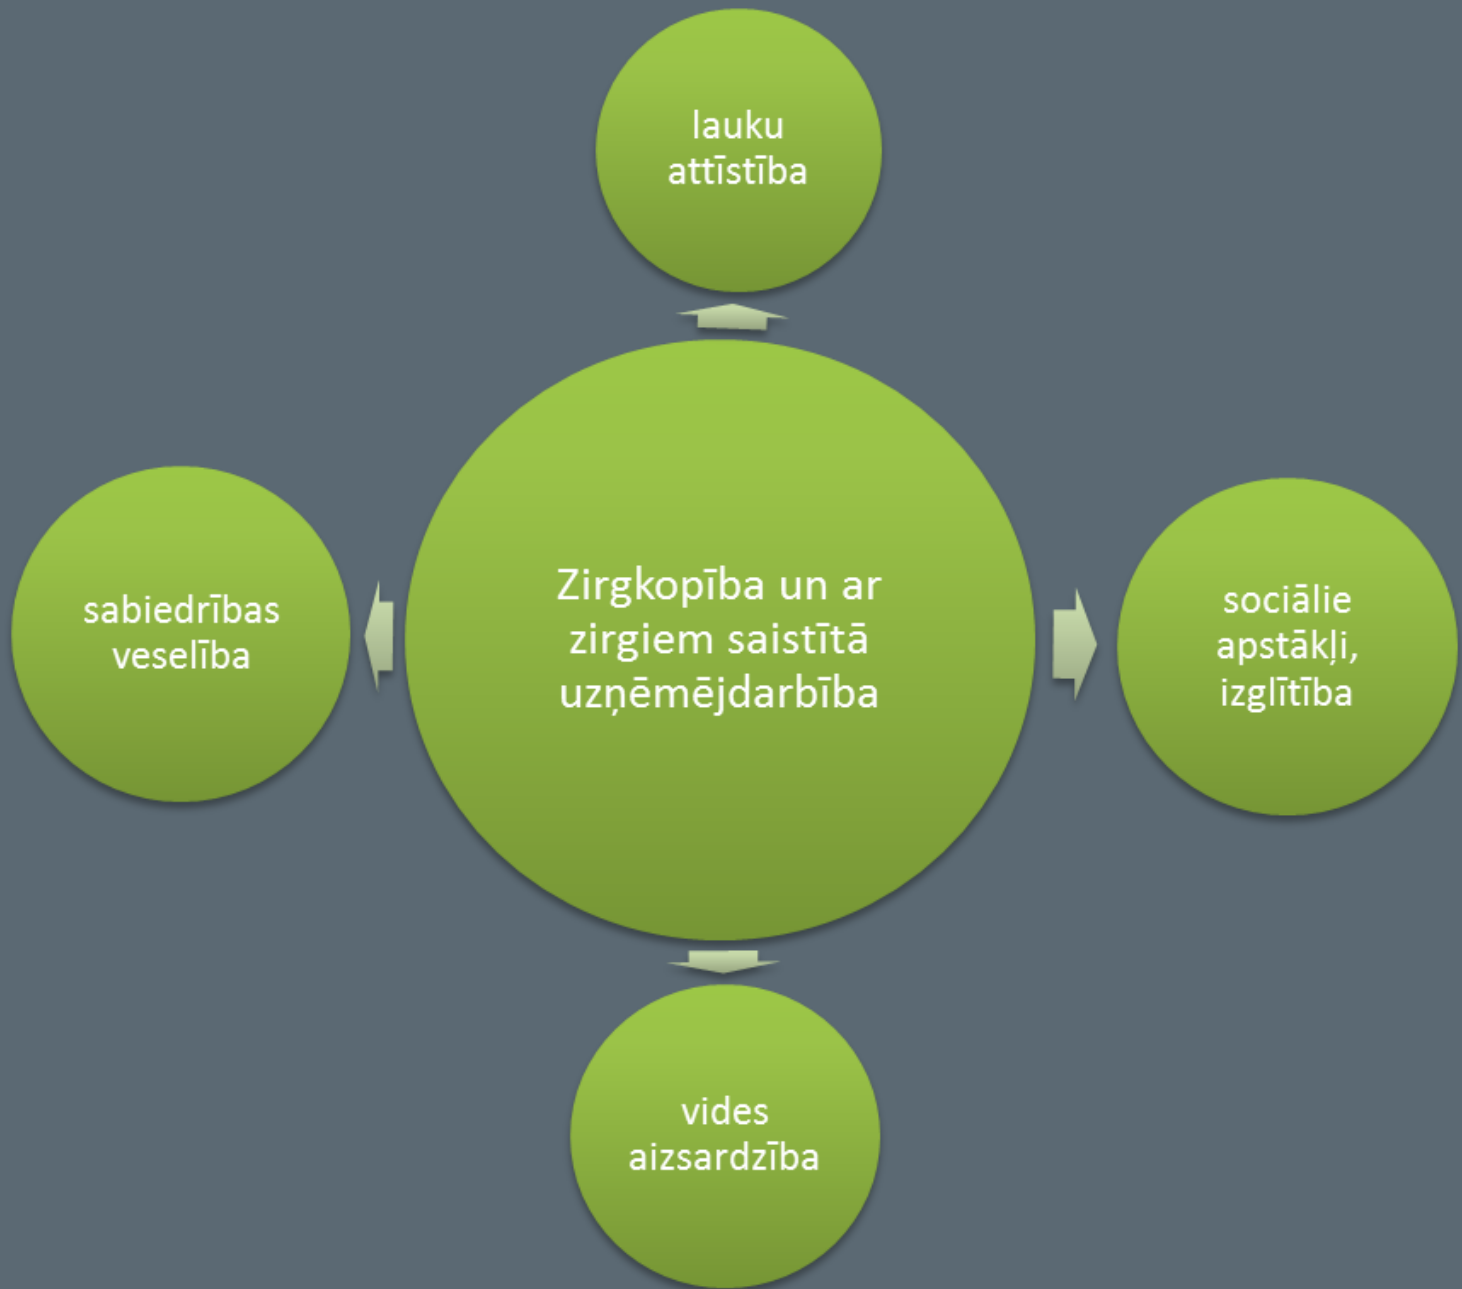 lauku
attīstība
sabiedrības
veselība
Zirgkopība un ar
zirgiem saistītā
uzņēmējdarbība
sociālie
apstākļi,
izglītība
vides
aizsardzība